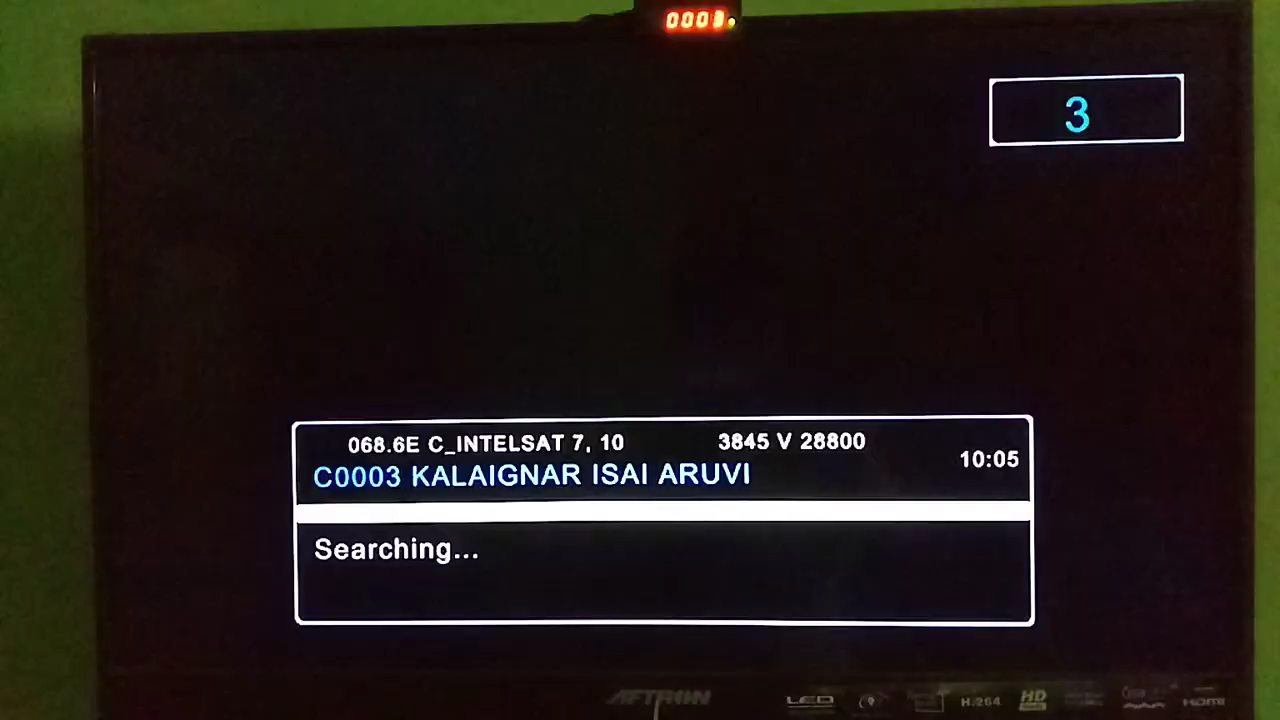 0003
3
068.6E C_INTELSAT 7, 10 3845 V 28800
10:05
C0003 KALAIGNAR ISAI ARUVI
Searching...
AFTRON LED H.264 HD HDMI